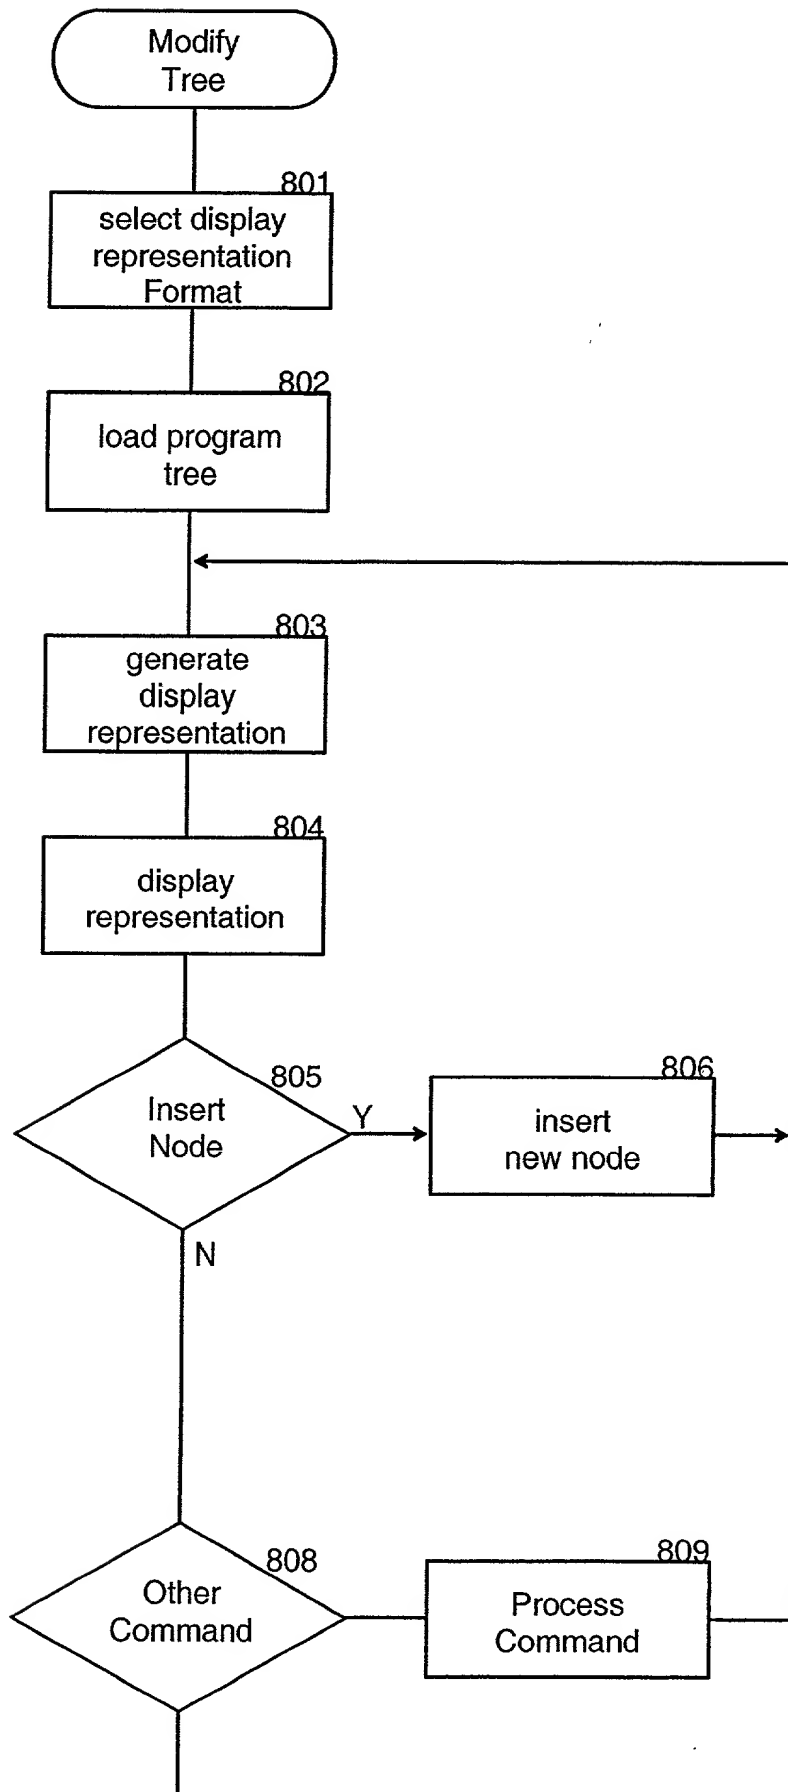 Modify
Tree
801
select display
representation
Format
802
load program
tree
803
generate
display
representation
804
display
representation
805
Insert
Node
Y
806
insert
new node
N
808
Other
Command
809
Process
Command